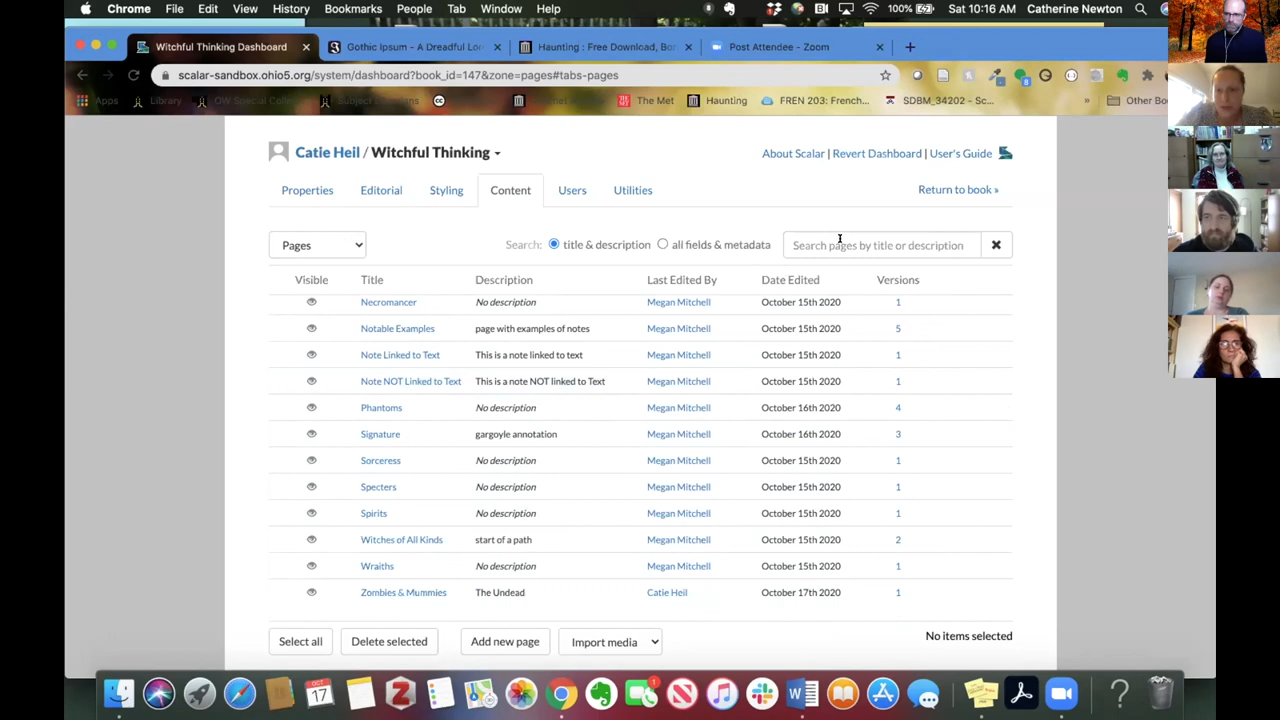 Chrome File Edit View History Bookmarks People Tab Window Help 100% Sat 10:16 AM Catherine Newton
Witchful Thinking Dashboard Gothic Ipsum - A Dreadful Lor Haunting : Free Download, Bor Post Attendee - Zoom
scalar-sandbox.ohio5.org/system/dashboard?book_id=147&zone=pages#tabs-pages
Apps Library OW Special Colle The Met Haunting FREN 203: French... SDBM_34202 - Sc... » Other Bo
Catie Heil / Witchful Thinking
About Scalar | Revert Dashboard | User's Guide
Properties Editorial Styling Content Users Utilities Return to book »
Pages Search: title & description all fields & metadata Search pages by title or description
Visible Title Description Last Edited By Date Edited Versions
Necromancer No description Megan Mitchell October 15th 2020 1
Notable Examples page with examples of notes Megan Mitchell October 15th 2020 5
Note Linked to Text This is a note linked to text Megan Mitchell October 15th 2020 1
Note NOT Linked to Text This is a note NOT linked to Text Megan Mitchell October 15th 2020 1
Phantoms No description Megan Mitchell October 16th 2020 4
Signature gargoyle annotation Megan Mitchell October 16th 2020 3
Sorceress No description Megan Mitchell October 15th 2020 1
Specters No description Megan Mitchell October 15th 2020 1
Spirits No description Megan Mitchell October 15th 2020 1
Witches of All Kinds start of a path Megan Mitchell October 15th 2020 2
Wraiths No description Megan Mitchell October 15th 2020 1
Zombies & Mummies The Undead Catie Heil October 17th 2020 1
Select all Delete selected Add new page Import media No items selected
OCT
17